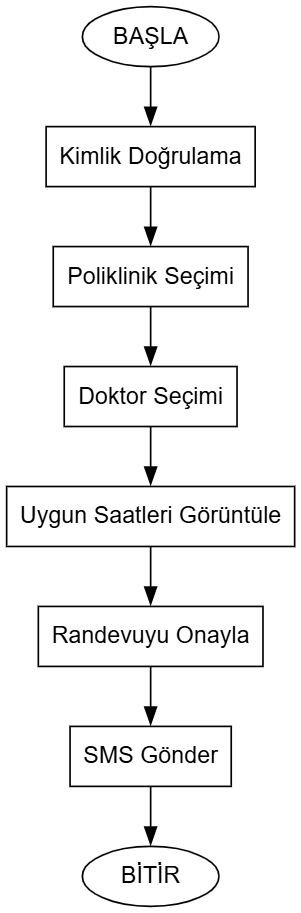 BAŞLA
Kimlik Doğrulama
Poliklinik Seçimi
Doktor Seçimi
Uygun Saatleri Görüntüle
Randevuyu Onayla
SMS Gönder
BİTİR